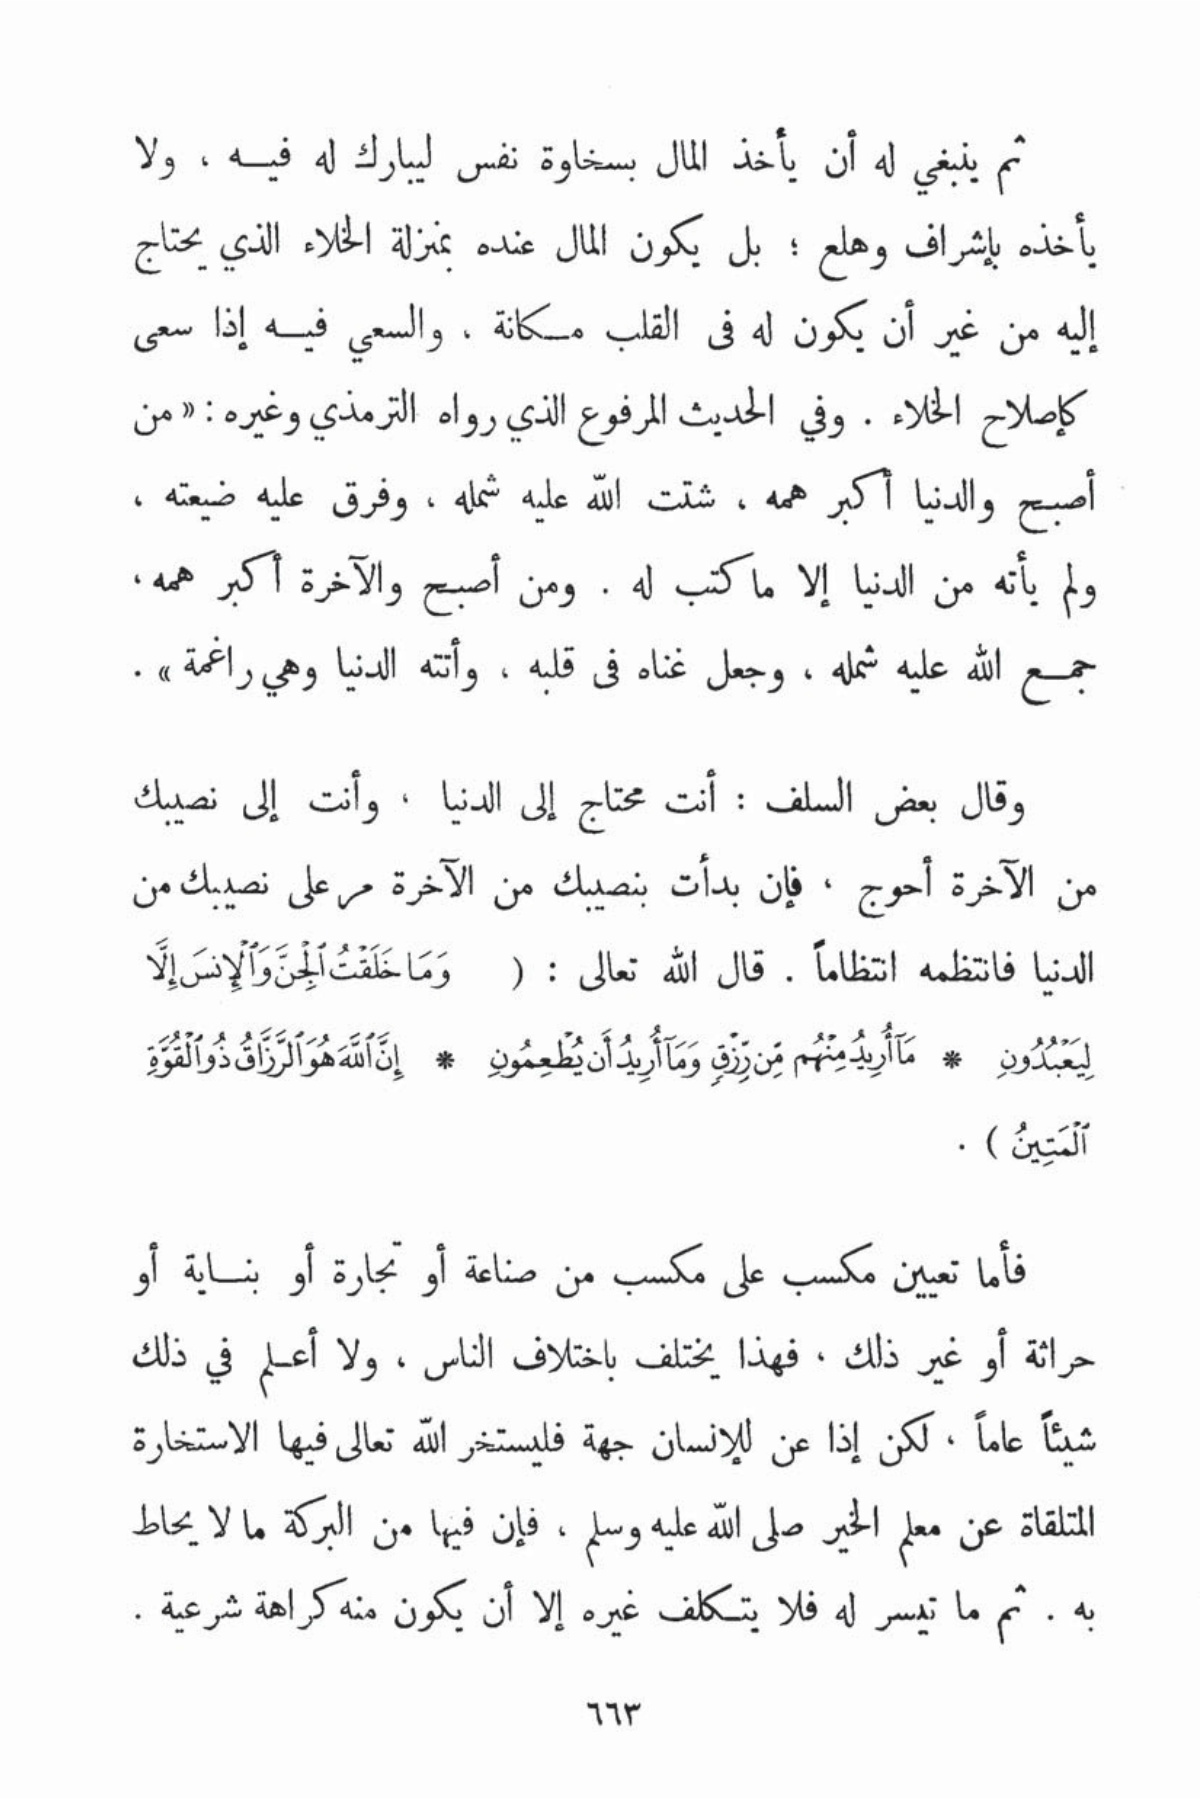 ثم ينبغي له أن يأخذ المال بسخاوة نفس ليبارك له فيه ، ولا
يأخذه بإشراف وهلع ؛ بل يكون المال عنده بمنزلة الخلاء الذي يحتاج
إليه من غير أن يكون له فى القلب مكانة ، والسعي فيه إذا سعى
كإصلاح الخلاء . وفي الحديث المرفوع الذي رواه الترمذي وغيره : « من
أصبح والدنيا أكبر همه ، شتت الله عليه شمله ، وفرق عليه ضيعته ،
ولم يأته من الدنيا إلا ما كتب له . ومن أصبح والآخرة أكبر همه ،
جمع الله عليه شمله ، وجعل غناه فى قلبه ، وأتته الدنيا وهي راغمة » .
وقال بعض السلف : أنت محتاج إلى الدنيا ، وأنت إلى نصيبك
من الآخرة أحوج ، فإن بدأت بنصيبك من الآخرة مر على نصيبك من
الدنيا فانتظمه انتظاماً . قال الله تعالى : ( وَمَا خَلَقْتُ ٱلْجِنَّ وَٱلْإِنسَ إِلَّا
لِيَعْبُدُونِ * مَآ أُرِيدُ مِنْهُم مِّن رِّزْقٍ وَمَآ أُرِيدُ أَن يُطْعِمُونِ * إِنَّ ٱللَّهَ هُوَ ٱلرَّزَّاقُ ذُو ٱلْقُوَّةِ
ٱلْمَتِينُ ) .
فأما تعيين مكسب على مكسب من صناعة أو تجارة أو بناية أو
حراثة أو غير ذلك ، فهذا يختلف باختلاف الناس ، ولا أعلم في ذلك
شيئاً عاماً ، لكن إذا عن للإنسان جهة فليستخر الله تعالى فيها الاستخارة
المتلقاة عن معلم الخير صلى الله عليه وسلم ، فإن فيها من البركة ما لا يحاط
به . ثم ما تيسر له فلا يتكلف غيره إلا أن يكون منه كراهة شرعية .
٦٦٣